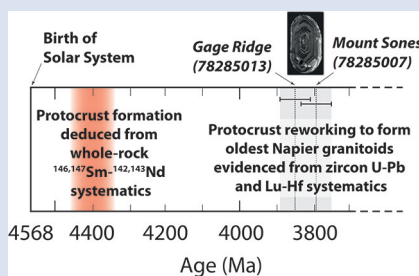 Birth of
Solar System
Gage Ridge
(78285013)
Mount Sones
(78285007)
Protocrust formation
deduced from
whole-rock
146,147Sm-142,143Nd
systematics
Protocrust reworking to form
oldest Napier granitoids
evidenced from zircon U-Pb
and Lu-Hf systematics
4568 4400 4200 4000 3800
Age (Ma)